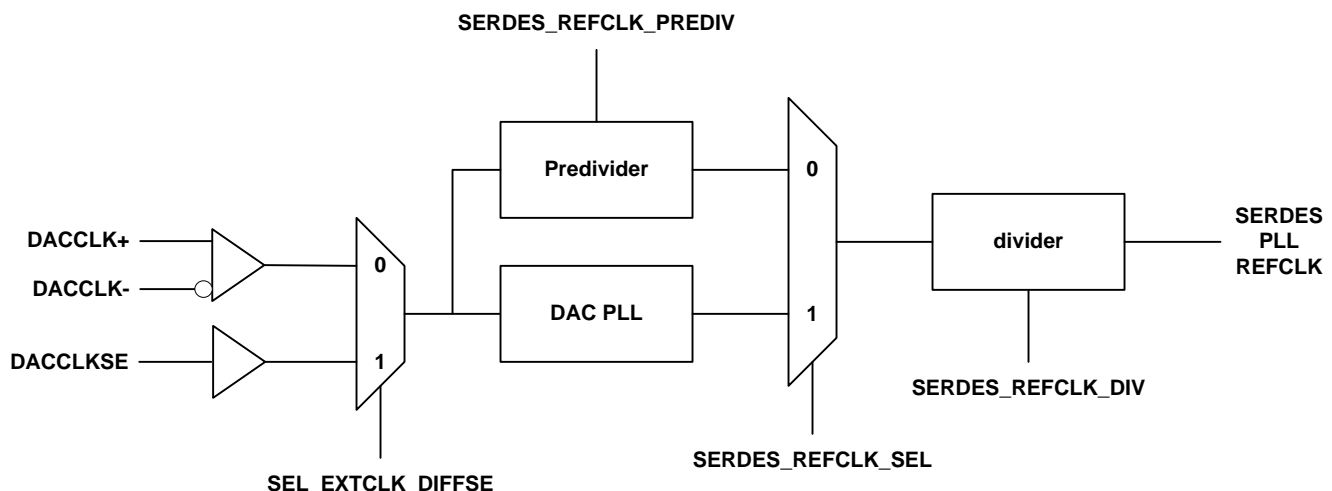 SERDES_REFCLK_PREDIV
Predivider
0
SERDES
PLL
REFCLK
DACCLK+
divider
0
DACCLK-
DAC PLL
1
DACCLKSE
1
SERDES_REFCLK_DIV
SERDES_REFCLK_SEL
SEL_EXTCLK_DIFFSE